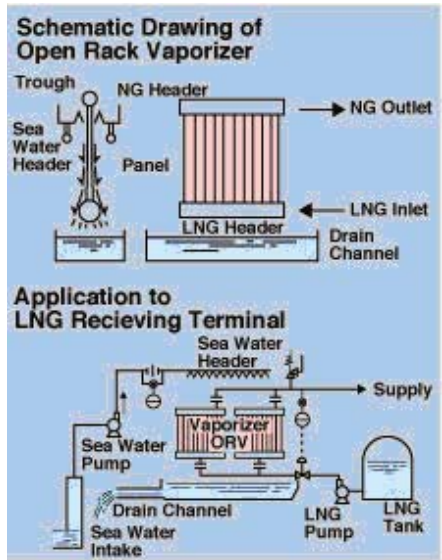 Schematic Drawing of
Open Rack Vaporizer
Trough
NG Header
NG Outlet
Sea
Water
Header
Panel
LNG Inlet
LNG Header
Drain
Channel
Application to
LNG Recieving Terminal
Sea Water
Header
Supply
Vaporizer
ORV
Sea Water
Pump
Drain Channel
LNG
Pump
LNG
Tank
Sea Water
Intake